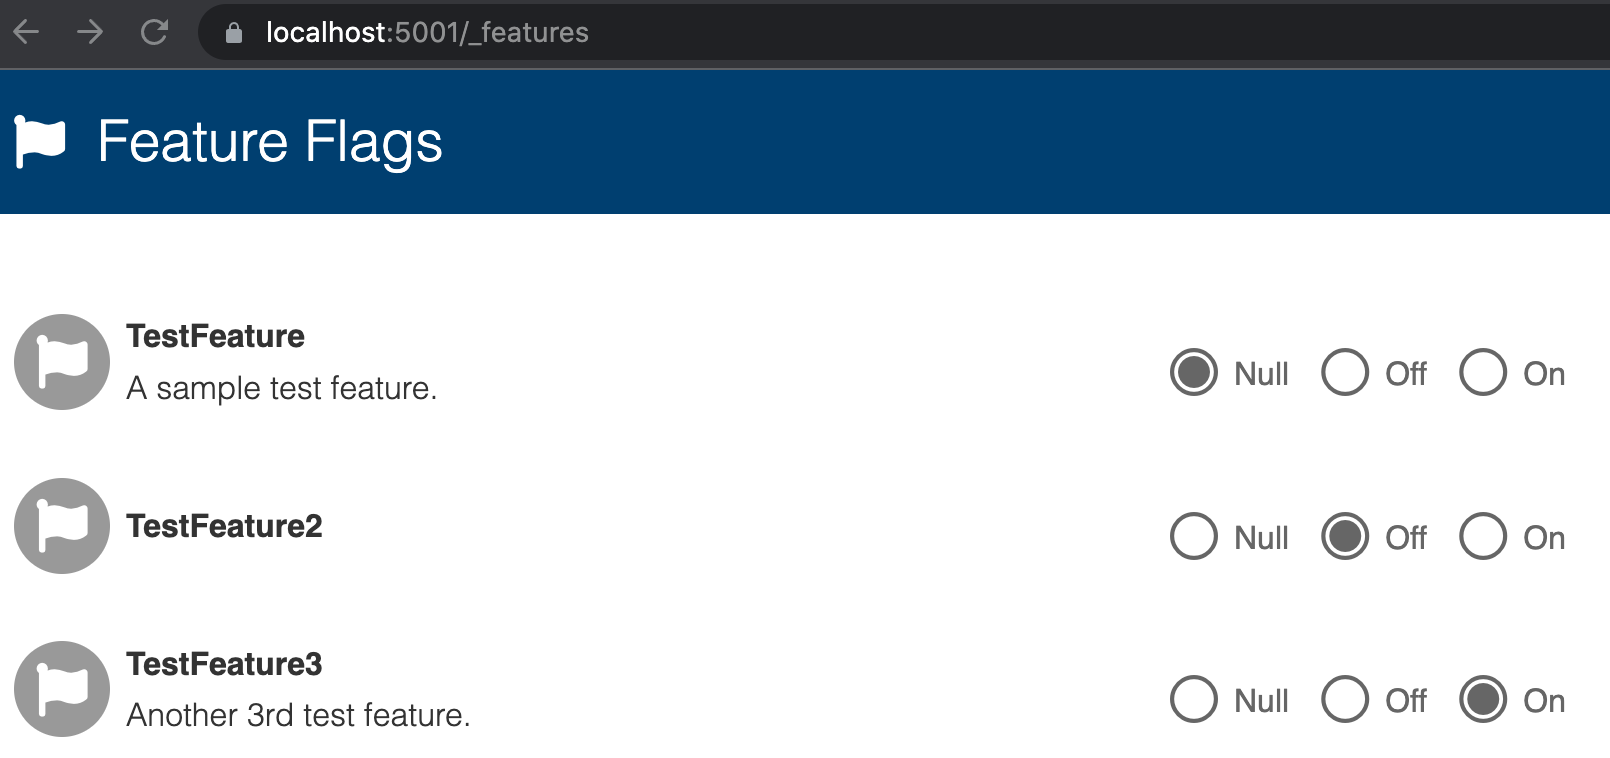 localhost:5001/_features
Feature Flags
TestFeature
A sample test feature.
Null Off On
TestFeature2
Null Off On
TestFeature3
Another 3rd test feature.
Null Off On